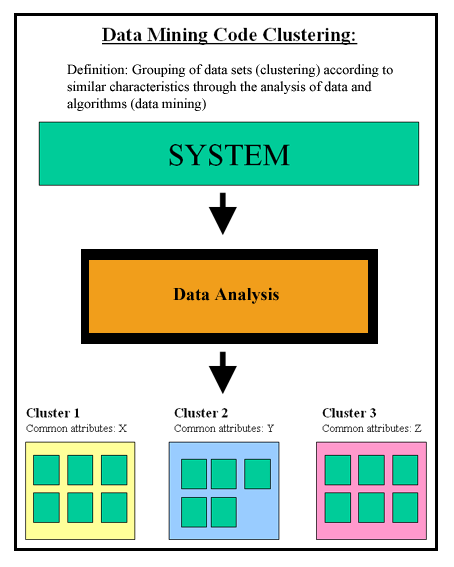 Data Mining Code Clustering:
Definition: Grouping of data sets (clustering) according to
similar characteristics through the analysis of data and
algorithms (data mining)
SYSTEM
Data Analysis
Cluster 1
Common attributes: X
Cluster 2
Common attributes: Y
Cluster 3
Common attributes: Z